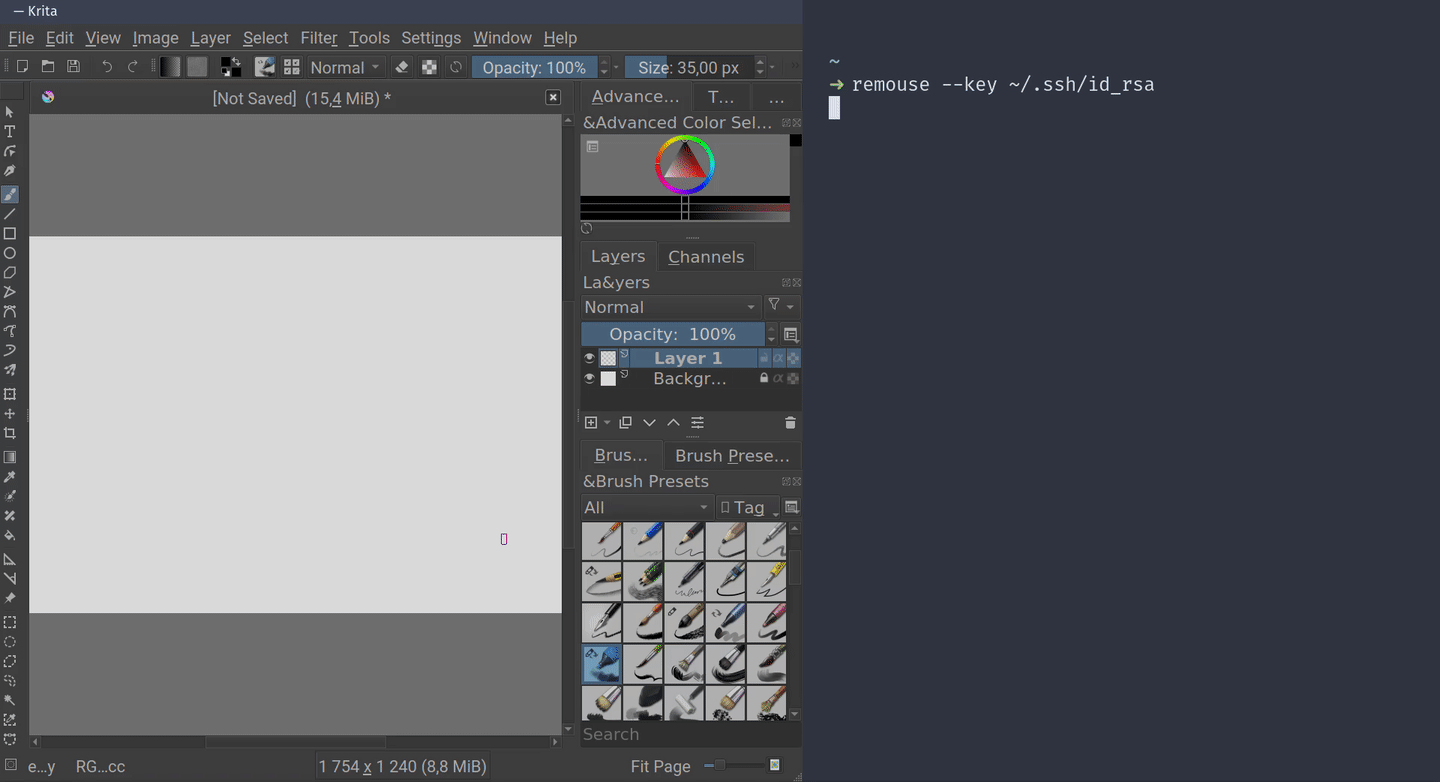 — Krita
File Edit View Image Layer Select Filter Tools Settings Window Help
Normal Opacity: 100% Size: 35,00 px
[Not Saved] (15,4 MiB) *
Advance... T... ...
&Advanced Color Sel...
Layers Channels
La&yers
Normal
Opacity: 100%
Layer 1
Backgr...
Brus... Brush Prese...
&Brush Presets
All Tag
Search
e...y RG...cc 1 754 x 1 240 (8,8 MiB) Fit Page
~
➜ remouse --key ~/.ssh/id_rsa